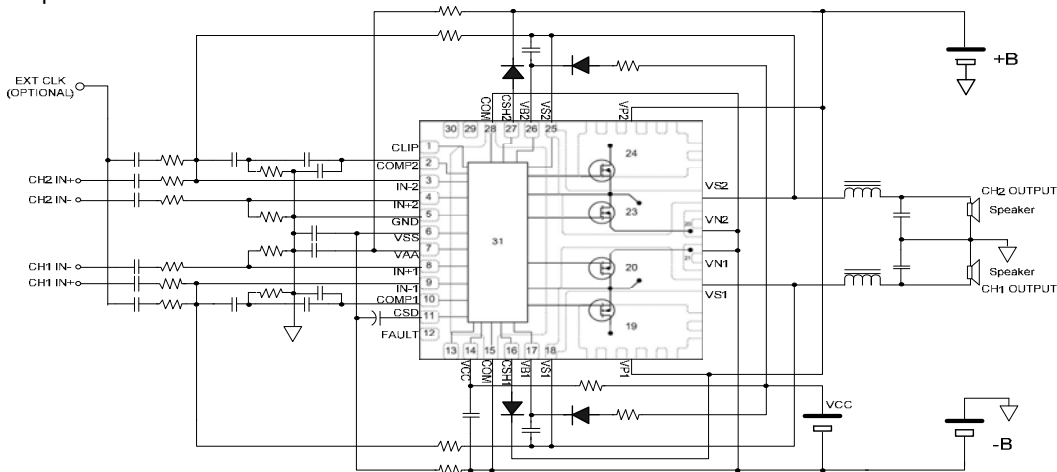 EXT CLK
(OPTIONAL)
+B
COM
CSH2
VB2
VS2
VP2
30 29 28 27 26 25
CLIP
1
COMP2
2
CH2 IN+
IN-2
3
CH2 IN-
IN+2
4
GND
5
VSS
6
VAA
7
CH1 IN-
IN+1
8
CH1 IN+
IN-1
9
COMP1
10
CSD
11
FAULT
12
31
24
23
20
19
VS2
VN2
VN1
VS1
CH2 OUTPUT
Speaker
Speaker
CH1 OUTPUT
13 14 15 16 17 18
VCC
COM
CSH1
VB1
VS1
VP1
VCC
-B